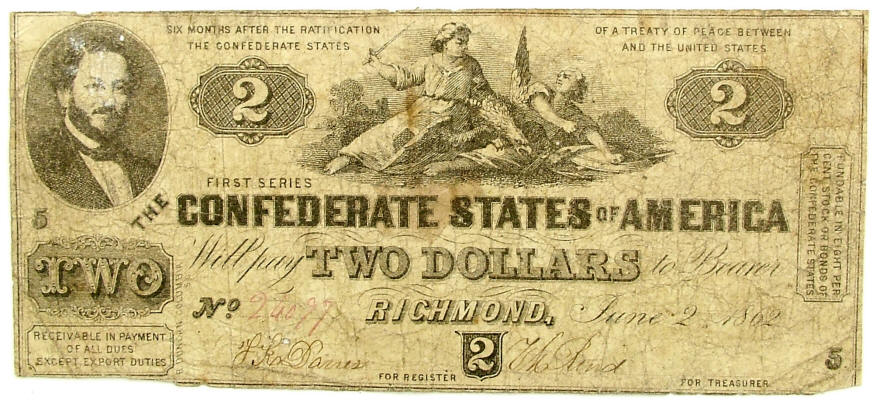 SIX MONTHS AFTER THE RATIFICATION OF A TREATY OF PEACE BETWEEN
THE CONFEDERATE STATES AND THE UNITED STATES
2 2
FIRST SERIES
5
THE CONFEDERATE STATES OF AMERICA
FUNDABLE IN EIGHT PER
CENT STOCK OR BONDS OF
THE CONFEDERATE STATES
TWO
Will pay TWO DOLLARS to Bearer
No RICHMOND, June 2 1862
RECEIVABLE IN PAYMENT
OF ALL DUES
EXCEPT EXPORT DUTIES
2
5
FOR REGISTER
FOR TREASURER